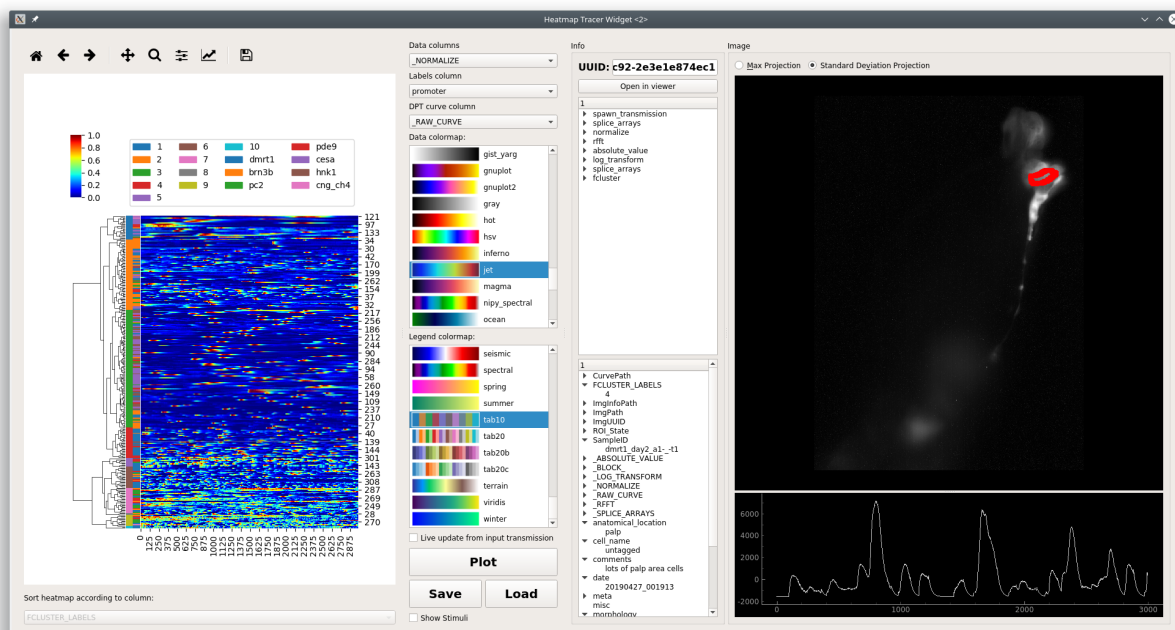 Heatmap Tracer Widget <2>
Data columns
_NORMALIZE
Labels column
promoter
DPT curve column
_RAW_CURVE
Data colormap:
gist_yarg
gnuplot
gnuplot2
gray
hot
hsv
inferno
jet
magma
nipy_spectral
ocean
Legend colormap:
seismic
spectral
spring
summer
tab10
tab20
tab20b
tab20c
terrain
viridis
winter
Live update from input transmission
Plot
Save Load
Show Stimuli
1.0
0.8
0.6
0.4
0.2
0.0
1 6 10 pde9
2 7 dmrt1 cesa
3 8 brn3b hnk1
4 9 pc2 cng_ch4
5
121
97
133
34
30
42
170
199
262
154
37
32
217
256
186
212
244
90
284
94
58
260
149
109
237
210
27
40
139
144
301
143
263
308
287
269
249
28
270
0 125 250 375 500 625 750 875 1000 1125 1250 1375 1500 1625 1750 1875 2000 2125 2250 2375 2500 2625 2750 2875
Sort heatmap according to column:
FCLUSTER_LABELS
Info
UUID: c92-2e3e1e874ec1
Open in viewer
1
spawn_transmission
splice_arrays
normalize
rfft
absolute_value
log_transform
splice_arrays
fcluster
1
CurvePath
FCLUSTER_LABELS
4
ImgInfoPath
ImgPath
ImgUUID
ROI_State
SampleID
dmrt1_day2_a1-_-t1
_ABSOLUTE_VALUE
_BLOCK_
_LOG_TRANSFORM
_NORMALIZE
_RAW_CURVE
_RFFT
_SPLICE_ARRAYS
anatomical_location
palp
cell_name
untagged
comments
lots of palp area cells
date
20190427_001913
meta
misc
morphology
Image
Max Projection Standard Deviation Projection
6000
4000
2000
0
-2000
0 1000 2000 3000